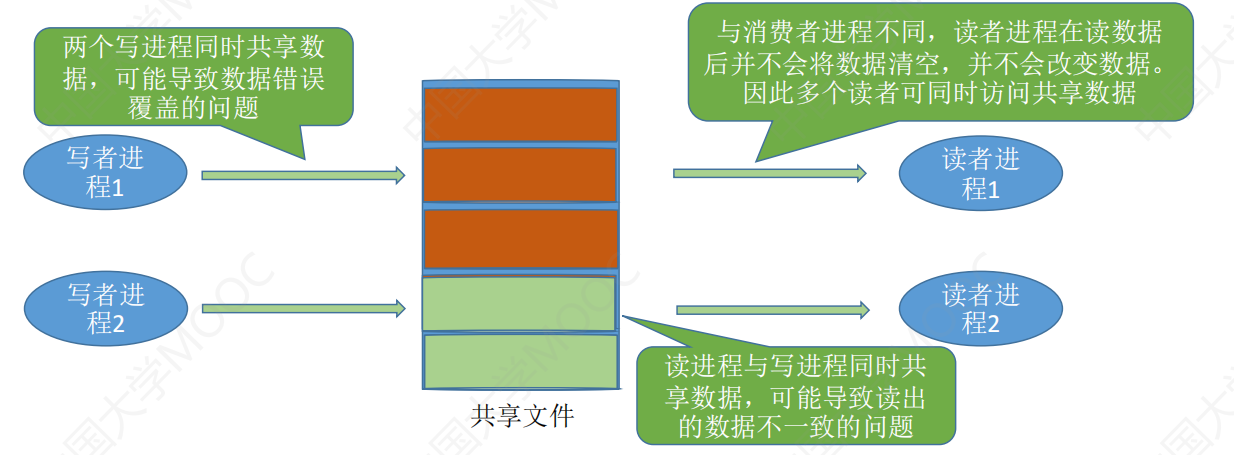 两个写进程同时共享数
据，可能导致数据错误
覆盖的问题
与消费者进程不同，读者进程在读数据
后并不会将数据清空，并不会改变数据。
因此多个读者可同时访问共享数据
写者进
程1
读者进
程1
写者进
程2
读者进
程2
读进程与写进程同时共
享数据，可能导致读出
的数据不一致的问题
共享文件
中国大学MOOC